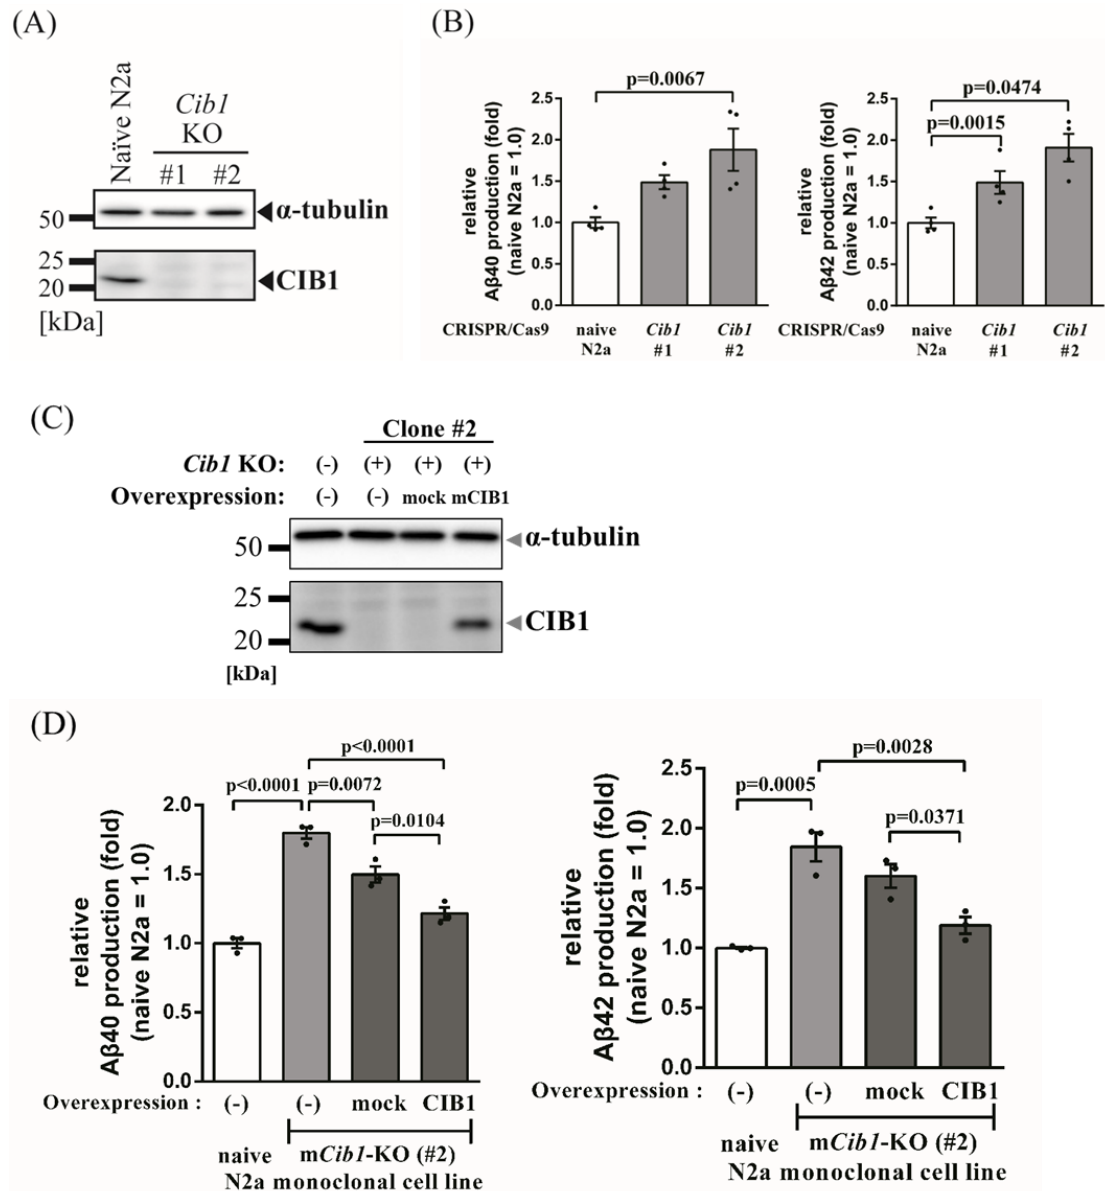 (A)
Naïve N2a
Cib1
KO
#1 #2
50
α-tubulin
25
20
CIB1
[kDa]
(B)
p=0.0067
relative
Aβ40 production (fold)
(naive N2a = 1.0)
2.5
2.0
1.5
1.0
0.5
0.0
CRISPR/Cas9 naive Cib1 Cib1
N2a #1 #2
p=0.0474
p=0.0015
relative
Aβ42 production (fold)
(naive N2a = 1.0)
2.5
2.0
1.5
1.0
0.5
0.0
CRISPR/Cas9 naive Cib1 Cib1
N2a #1 #2
(C)
Clone #2
Cib1 KO: (-) (+) (+) (+)
Overexpression: (-) (-) mock mCIB1
50
α-tubulin
25
CIB1
20
[kDa]
(D)
p<0.0001
p<0.0001 p=0.0072
p=0.0104
relative
Aβ40 production (fold)
(naive N2a = 1.0)
2.0
1.5
1.0
0.5
0.0
Overexpression : (-) (-) mock CIB1
naive mCib1-KO (#2)
N2a monoclonal cell line
p=0.0028
p=0.0005
p=0.0371
relative
Aβ42 production (fold)
(naive N2a = 1.0)
2.5
2.0
1.5
1.0
0.5
0.0
Overexpression : (-) (-) mock CIB1
naive mCib1-KO (#2)
N2a monoclonal cell line